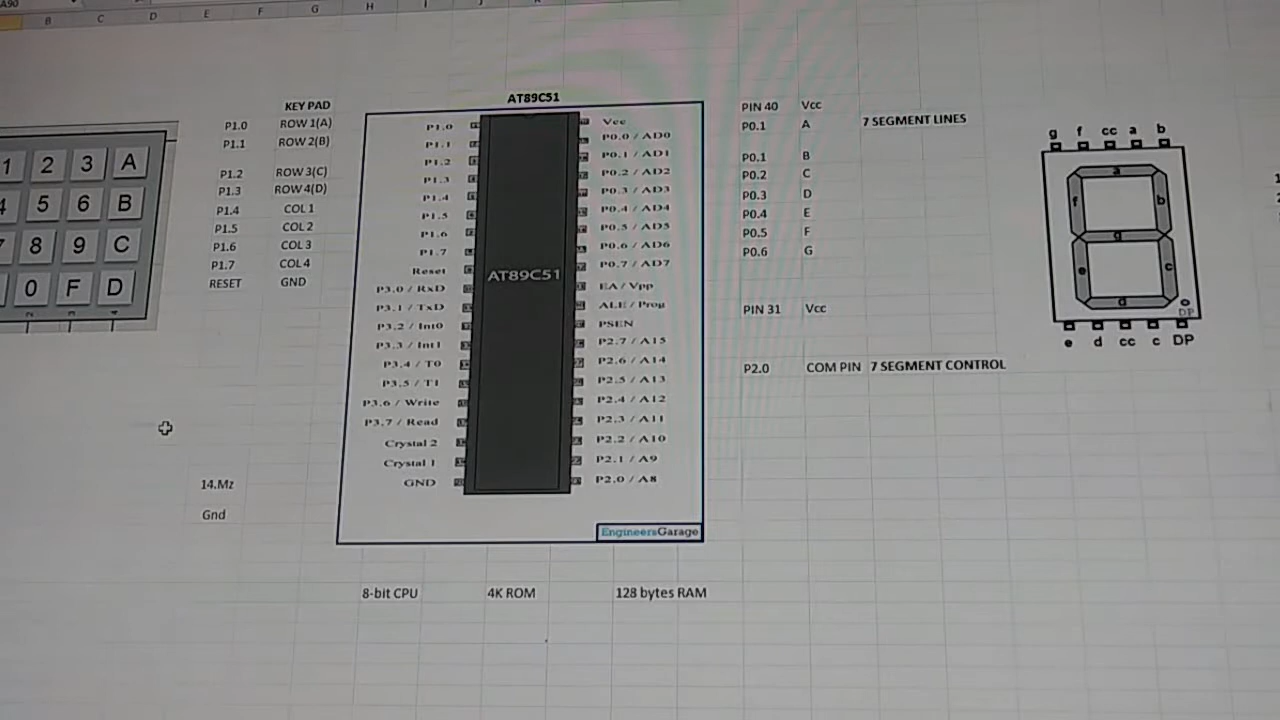 A90
B C D E F G H
AT89C51
KEY PAD
P1.0 ROW 1(A)
P1.1 ROW 2(B)
P1.2 ROW 3(C)
P1.3 ROW 4(D)
P1.4 COL 1
P1.5 COL 2
P1.6 COL 3
P1.7 COL 4
RESET GND
14.Mz
Gnd
1 2 3 A
4 5 6 B
7 8 9 C
0 F D
P1.0
P1.1
P1.2
P1.3
P1.4
P1.5
P1.6
P1.7
Reset
P3.0 / RxD
P3.1 / TxD
P3.2 / Int0
P3.3 / Int1
P3.4 / T0
P3.5 / T1
P3.6 / Write
P3.7 / Read
Crystal 2
Crystal 1
GND
AT89C51
Vcc
P0.0 / AD0
P0.1 / AD1
P0.2 / AD2
P0.3 / AD3
P0.4 / AD4
P0.5 / AD5
P0.6 / AD6
P0.7 / AD7
EA / Vpp
ALE / Prog
PSEN
P2.7 / A15
P2.6 / A14
P2.5 / A13
P2.4 / A12
P2.3 / A11
P2.2 / A10
P2.1 / A9
P2.0 / A8
EngineersGarage
8-bit CPU 4K ROM 128 bytes RAM
PIN 40 Vcc
P0.1 A 7 SEGMENT LINES
P0.1 B
P0.2 C
P0.3 D
P0.4 E
P0.5 F
P0.6 G
PIN 31 Vcc
P2.0 COM PIN 7 SEGMENT CONTROL
g f cc a b
a
f b
g
e c
d
DP
e d cc c DP